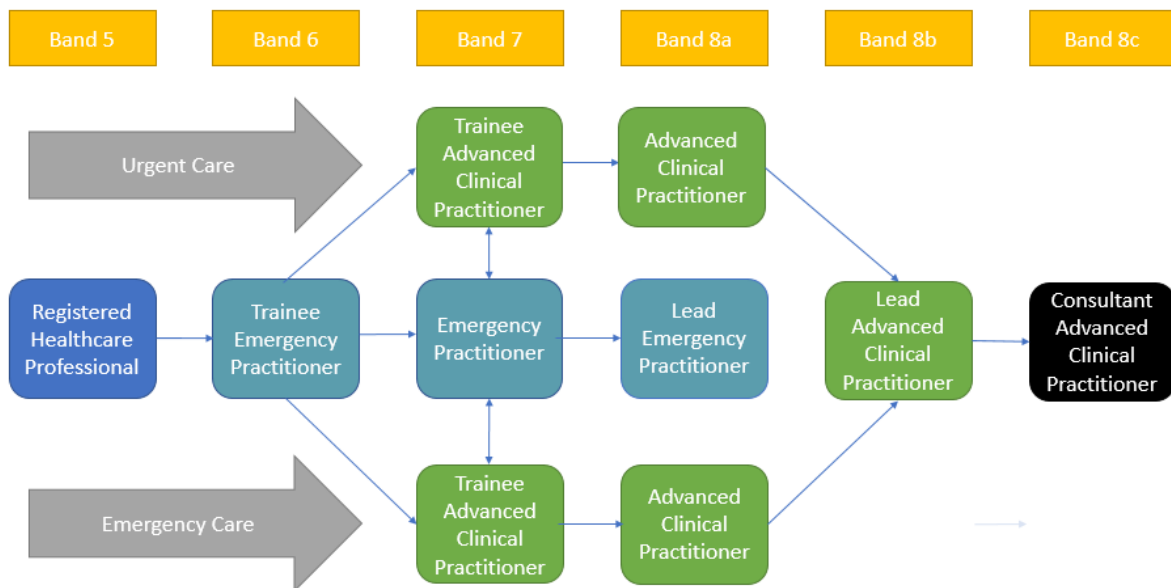 Band 5
Band 6
Band 7
Band 8a
Band 8b
Band 8c
Urgent Care
Trainee
Advanced
Clinical
Practitioner
Advanced
Clinical
Practitioner
Registered
Healthcare
Professional
Trainee
Emergency
Practitioner
Emergency
Practitioner
Lead
Emergency
Practitioner
Lead
Advanced
Clinical
Practitioner
Consultant
Advanced
Clinical
Practitioner
Emergency Care
Trainee
Advanced
Clinical
Practitioner
Advanced
Clinical
Practitioner